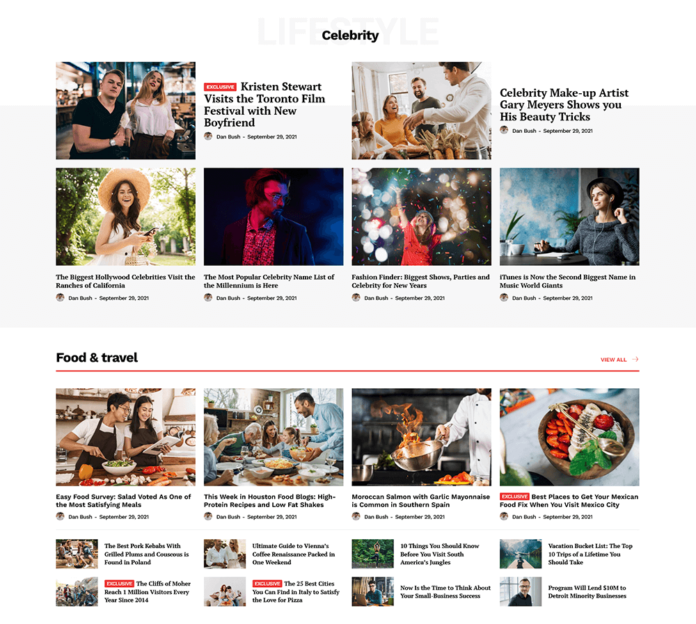 LIFESTYLE
Celebrity
EXCLUSIVE Kristen Stewart
Visits the Toronto Film
Festival with New
Boyfriend
Dan Bush - September 29, 2021
Celebrity Make-up Artist
Gary Meyers Shows you
His Beauty Tricks
Dan Bush - September 29, 2021
The Biggest Hollywood Celebrities Visit the
Ranches of California
Dan Bush - September 29, 2021
The Most Popular Celebrity Name List of
the Millennium is Here
Dan Bush - September 29, 2021
Fashion Finder: Biggest Shows, Parties and
Celebrity for New Years
Dan Bush - September 29, 2021
iTunes is Now the Second Biggest Name in
Music World Giants
Dan Bush - September 29, 2021
Food & travel
VIEW ALL
Easy Food Survey: Salad Voted As One of
the Most Satisfying Meals
Dan Bush - September 29, 2021
This Week in Houston Food Blogs: High-
Protein Recipes and Low Fat Shakes
Dan Bush - September 29, 2021
Moroccan Salmon with Garlic Mayonnaise
is Common in Southern Spain
Dan Bush - September 29, 2021
EXCLUSIVE Best Places to Get Your Mexican
Food Fix When You Visit Mexico City
Dan Bush - September 29, 2021
The Best Pork Kebabs With
Grilled Plums and Couscous is
Found in Poland
Ultimate Guide to Vienna's
Coffee Renaissance Packed in
One Weekend
10 Things You Should Know
Before You Visit South
America's Jungles
Vacation Bucket List: The Top
10 Trips of a Lifetime You
Should Take
EXCLUSIVE The Cliffs of Moher
Reach 1 Million Visitors Every
Year Since 2014
EXCLUSIVE The 25 Best Cities
You Can Find in Italy to Satisfy
the Love for Pizza
Now Is the Time to Think About
Your Small-Business Success
Program Will Lend $10M to
Detroit Minority Businesses